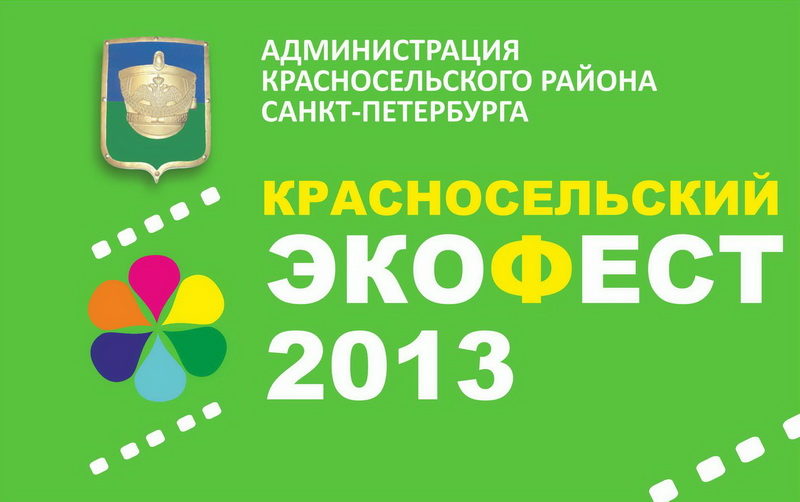 АДМИНИСТРАЦИЯ
КРАСНОСЕЛЬСКОГО РАЙОНА
САНКТ-ПЕТЕРБУРГА
КРАСНОСЕЛЬСКИЙ
ЭКОФЕСТ
2013